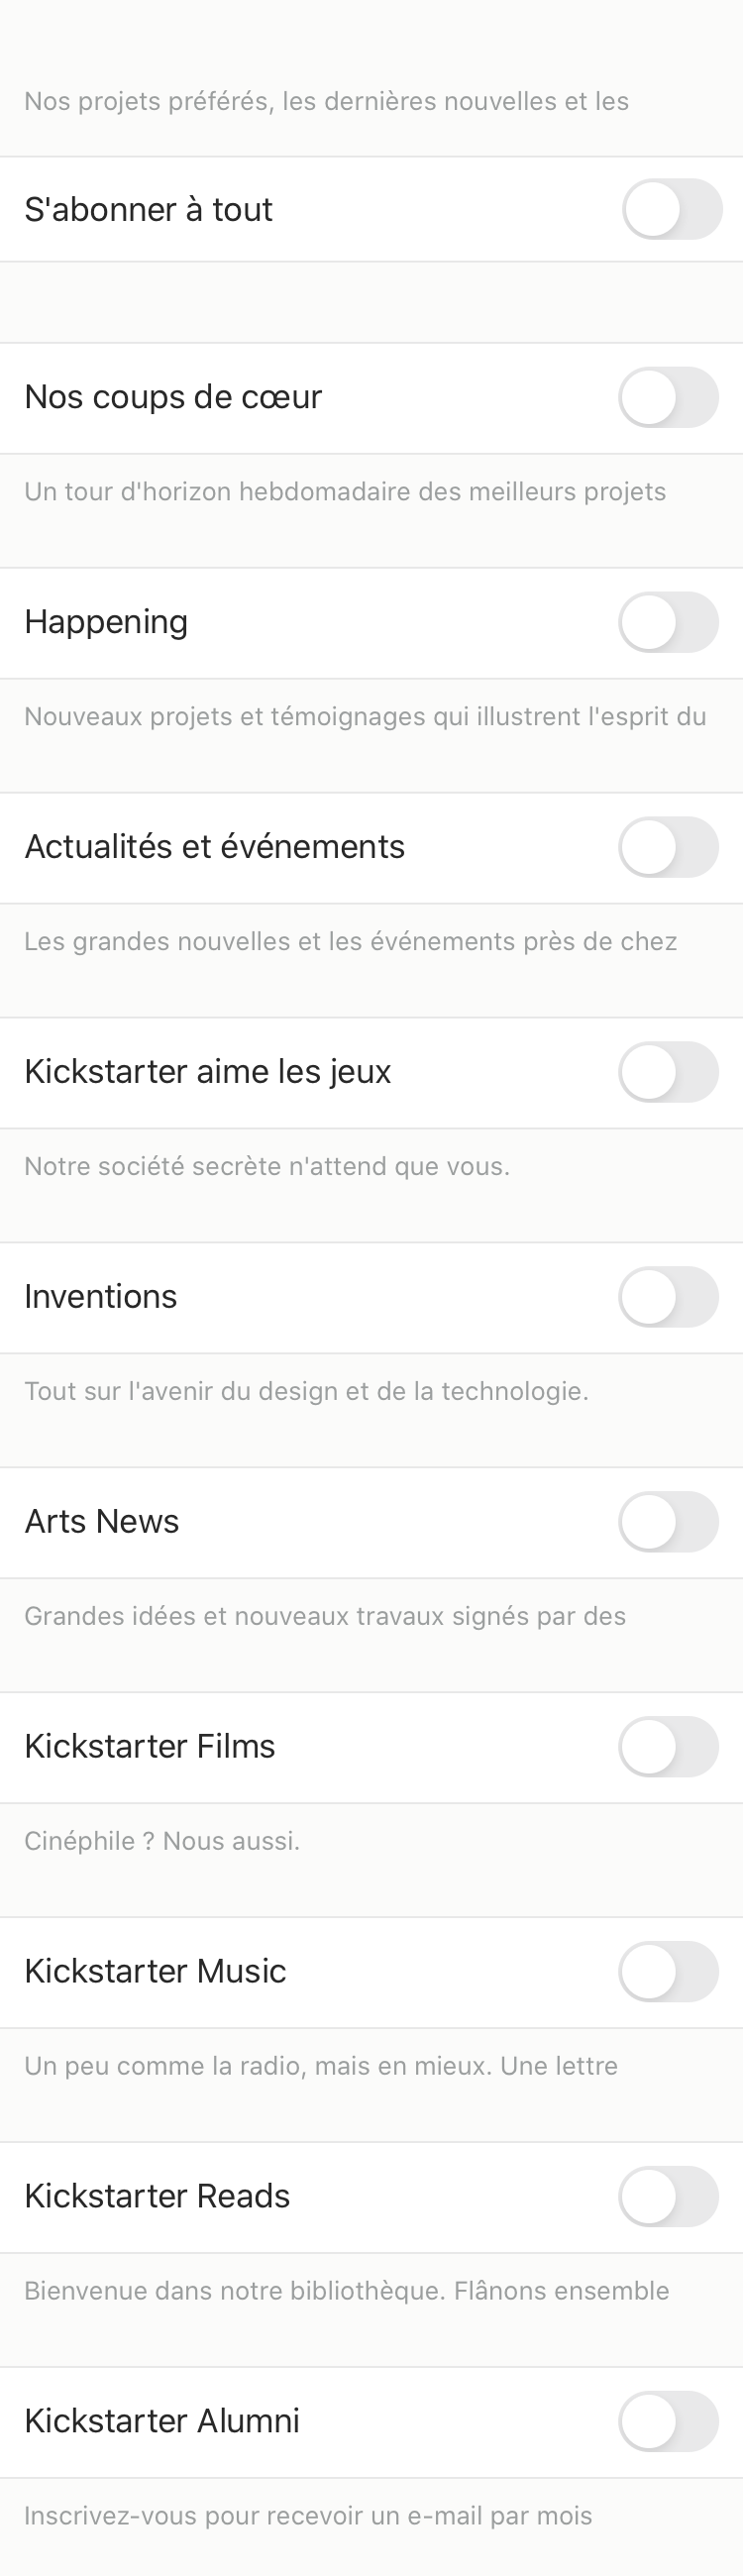 Nos projets préférés, les dernières nouvelles et les
S'abonner à tout
Nos coups de cœur
Un tour d'horizon hebdomadaire des meilleurs projets
Happening
Nouveaux projets et témoignages qui illustrent l'esprit du
Actualités et événements
Les grandes nouvelles et les événements près de chez
Kickstarter aime les jeux
Notre société secrète n'attend que vous.
Inventions
Tout sur l'avenir du design et de la technologie.
Arts News
Grandes idées et nouveaux travaux signés par des
Kickstarter Films
Cinéphile ? Nous aussi.
Kickstarter Music
Un peu comme la radio, mais en mieux. Une lettre
Kickstarter Reads
Bienvenue dans notre bibliothèque. Flânons ensemble
Kickstarter Alumni
Inscrivez-vous pour recevoir un e-mail par mois